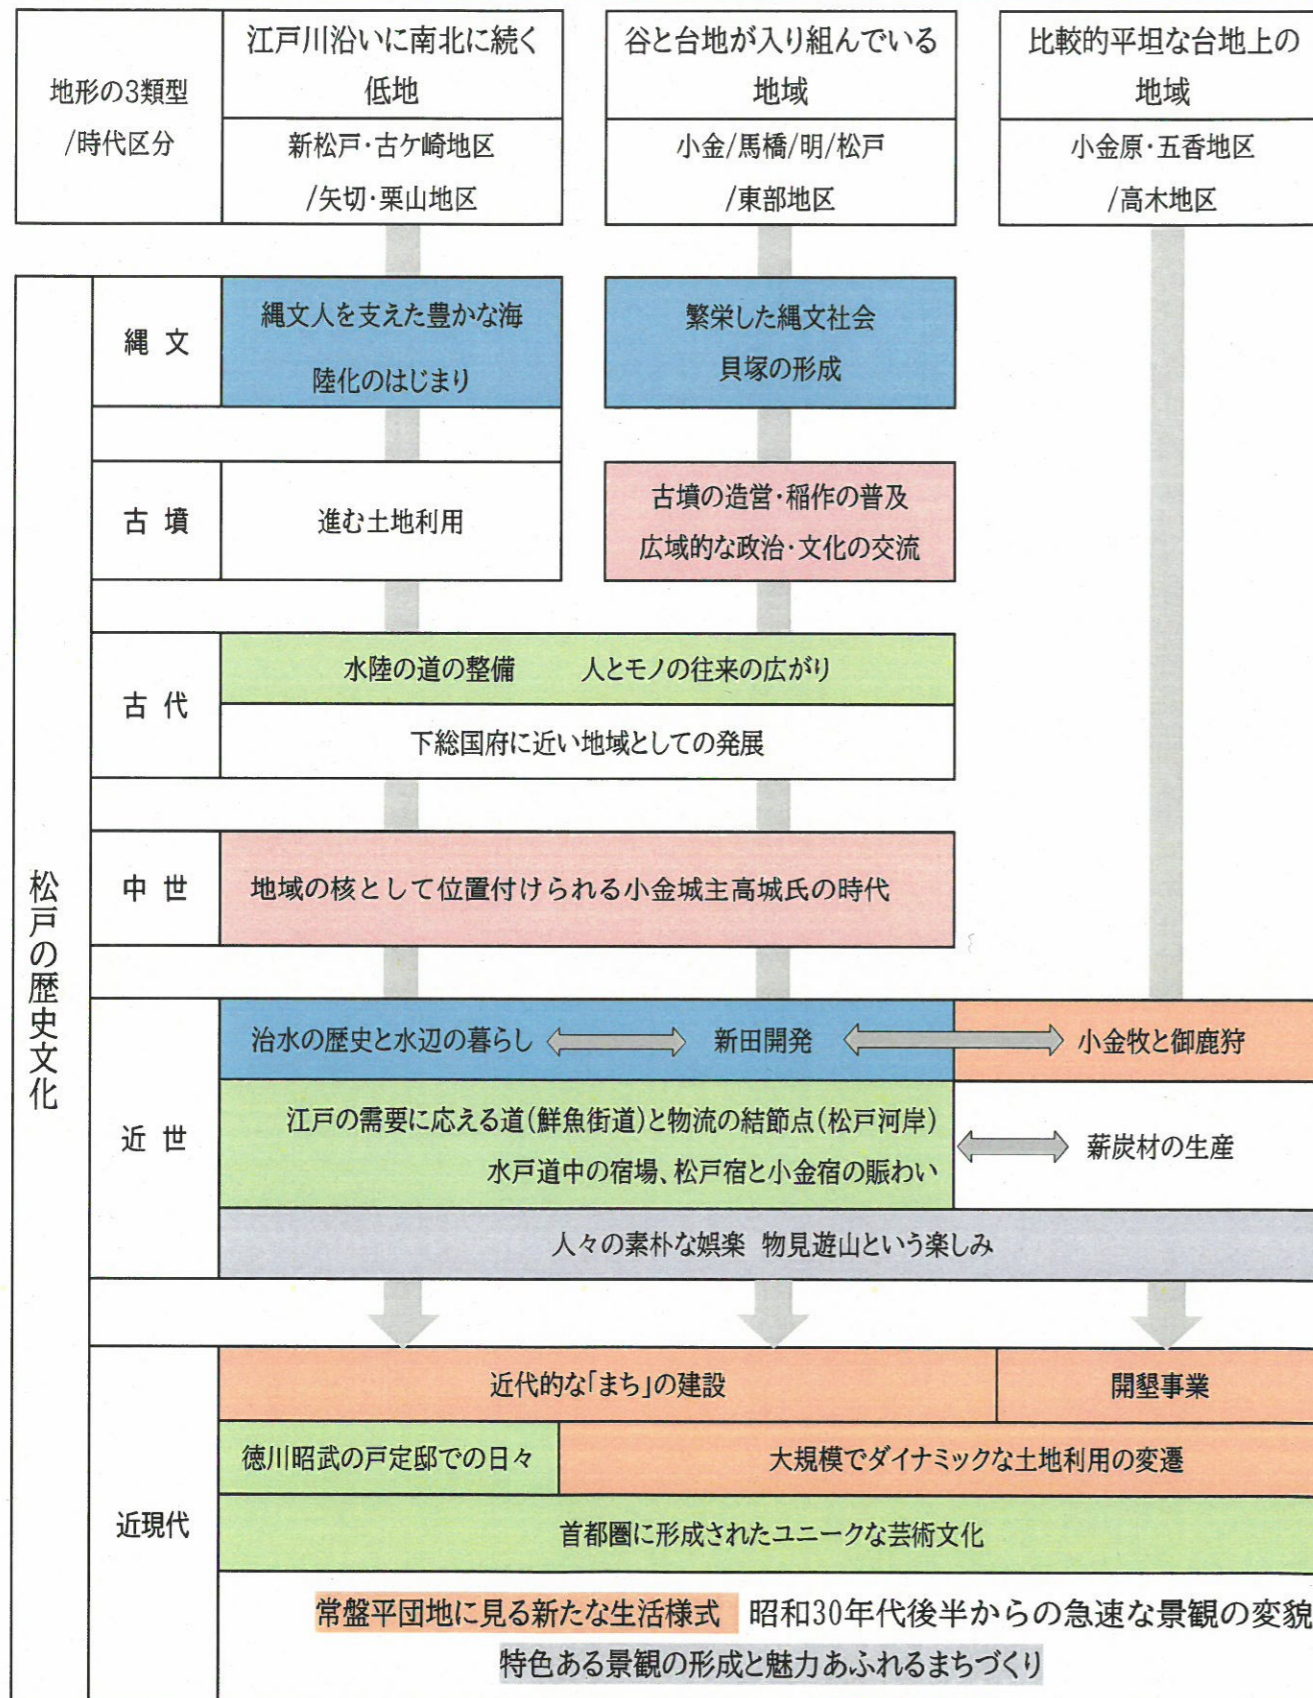 地形の3類型
/時代区分
江戸川沿いに南北に続く
低地
新松戸・古ケ崎地区
/矢切・栗山地区
谷と台地が入り組んでいる
地域
小金/馬橋/明/松戸
/東部地区
比較的平坦な台地上の
地域
小金原・五香地区
/高木地区
松戸の歴史文化
縄文
縄文人を支えた豊かな海
陸化のはじまり
繁栄した縄文社会
貝塚の形成
古墳
進む土地利用
古墳の造営・稲作の普及
広域的な政治・文化の交流
古代
水陸の道の整備 人とモノの往来の広がり
下総国府に近い地域としての発展
中世
地域の核として位置付けられる小金城主高城氏の時代
近世
治水の歴史と水辺の暮らし
新田開発
小金牧と御鹿狩
江戸の需要に応える道(鮮魚街道)と物流の結節点(松戸河岸)
水戸道中の宿場、松戸宿と小金宿の賑わい
薪炭材の生産
人々の素朴な娯楽 物見遊山という楽しみ
近現代
近代的な「まち」の建設
開墾事業
徳川昭武の戸定邸での日々
大規模でダイナミックな土地利用の変遷
首都圏に形成されたユニークな芸術文化
常盤平団地に見る新たな生活様式 昭和30年代後半からの急速な景観の変貌
特色ある景観の形成と魅力あふれるまちづくり